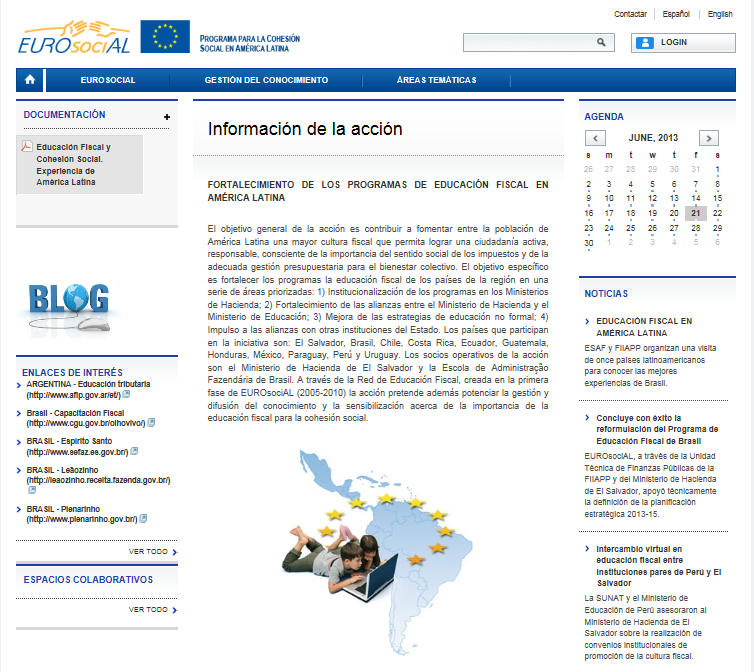 Contactar Español English
EUROsociAL
PROGRAMA PARA LA COHESIÓN
SOCIAL EN AMÉRICA LATINA
LOGIN
EUROSOCIAL GESTIÓN DEL CONOCIMIENTO ÁREAS TEMÁTICAS
DOCUMENTACIÓN +
Educación Fiscal y
Cohesión Social.
Experiencia de
América Latina
BLOG
ENLACES DE INTERÉS
ARGENTINA - Educación tributaria
(http://www.afip.gov.ar/et/)
Brasil - Capacitación Fiscal
(http://www.cgu.gov.br/olhovivo/)
BRASIL - Espirito Santo
(http://www.sefaz.es.gov.br/)
BRASIL - Leãozinho
(http://leaozinho.receita.fazenda.gov.br/)
BRASIL - Plenarinho
(http://www.plenarinho.gov.br/)
VER TODO
ESPACIOS COLABORATIVOS
VER TODO
Información de la acción
FORTALECIMIENTO DE LOS PROGRAMAS DE EDUCACIÓN FISCAL EN
AMÉRICA LATINA
El objetivo general de la acción es contribuir a fomentar entre la población de
América Latina una mayor cultura fiscal que permita lograr una ciudadanía activa,
responsable, consciente de la importancia del sentido social de los impuestos y de la
adecuada gestión presupuestaria para el bienestar colectivo. El objetivo específico
es fortalecer los programas la educación fiscal de los países de la región en una
serie de áreas priorizadas: 1) Institucionalización de los programas en los Ministerios
de Hacienda; 2) Fortalecimiento de las alianzas entre el Ministerio de Hacienda y el
Ministerio de Educación; 3) Mejora de las estrategias de educación no formal; 4)
Impulso a las alianzas con otras instituciones del Estado. Los países que participan
en la iniciativa son: El Salvador, Brasil, Chile, Costa Rica, Ecuador, Guatemala,
Honduras, México, Paraguay, Perú y Uruguay. Los socios operativos de la acción
son el Ministerio de Hacienda de El Salvador y la Escola de Administração
Fazendária de Brasil. A través de la Red de Educación Fiscal, creada en la primera
fase de EUROsociAL (2005-2010) la acción pretende además potenciar la gestión y
difusión del conocimiento y la sensibilización acerca de la importancia de la
educación fiscal para la cohesión social.
AGENDA
< JUNE, 2013 >
s m t w t f s
26 27 28 29 30 31 1
2 3 4 5 6 7 8
9 10 11 12 13 14 15
16 17 18 19 20 21 22
23 24 25 26 27 28 29
30 1 2 3 4 5 6
NOTICIAS
EDUCACIÓN FISCAL EN
AMÉRICA LATINA
ESAF y FIIAPP organizan una visita
de once países latinoamericanos
para conocer las mejores
experiencias de Brasil.
Concluye con éxito la
reformulación del Programa de
Educación Fiscal de Brasil
EUROsociAL, a través de la Unidad
Técnica de Finanzas Públicas de la
FIIAPP y del Ministerio de Hacienda
de El Salvador, apoyó técnicamente
la definición de la planificación
estratégica 2013-15.
Intercambio virtual en
educación fiscal entre
instituciones pares de Perú y El
Salvador
La SUNAT y el Ministerio de
Educación de Perú asesoraron al
Ministerio de Hacienda de El
Salvador sobre la realización de
convenios institucionales de
promoción de la cultura fiscal.